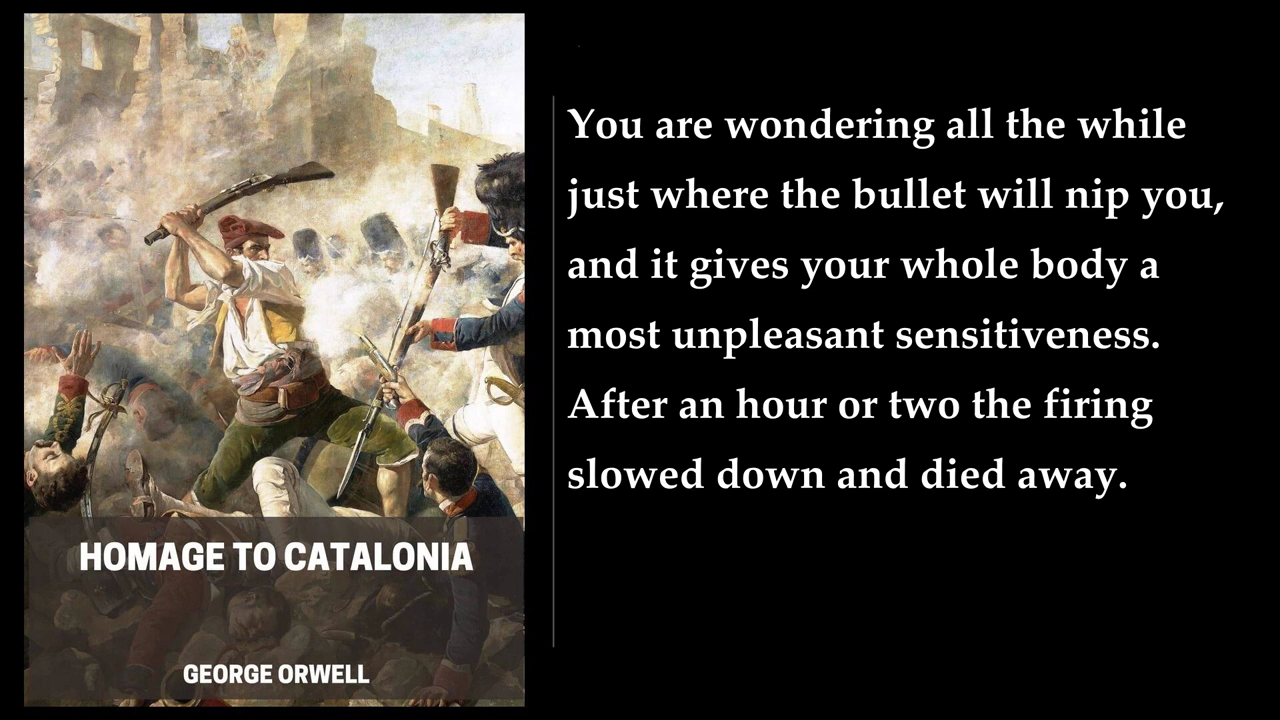 HOMAGE TO CATALONIA
GEORGE ORWELL
You are wondering all the while
just where the bullet will nip you,
and it gives your whole body a
most unpleasant sensitiveness.
After an hour or two the firing
slowed down and died away.